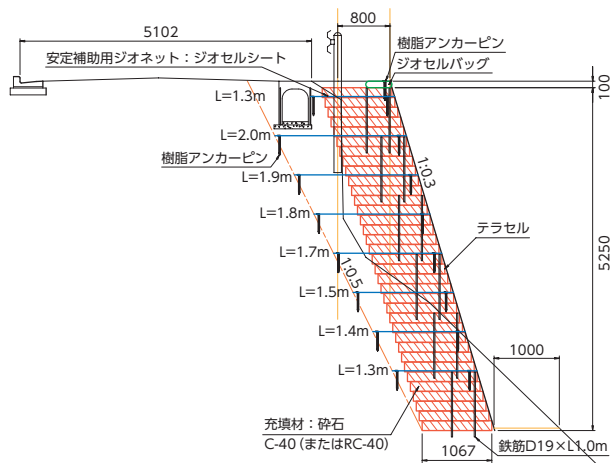 5102
800
樹脂アンカーピン
安定補助用ジオネット：ジオセルシート
ジオセルバッグ
100
L=1.3m
L=2.0m
樹脂アンカーピン
1:0.3
L=1.9m
L=1.8m
テラセル
5250
L=1.7m
1:0.5
L=1.5m
L=1.4m
1000
L=1.3m
充填材：砕石
C-40 (またはRC-40)
鉄筋D19×L1.0m
1067